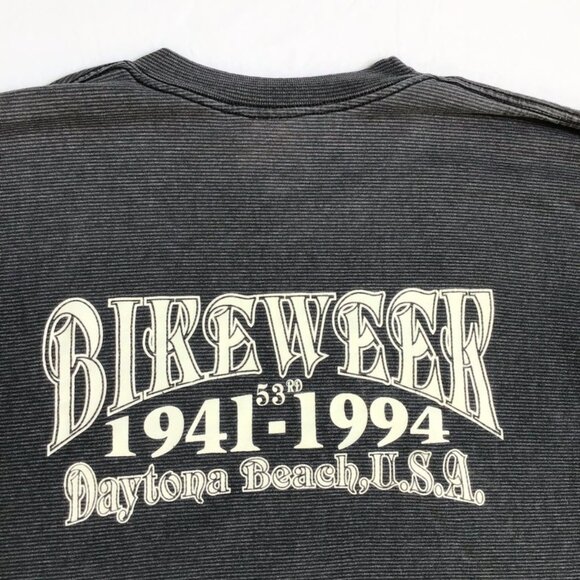 BIKEWEEK
53RD
1941-1994
Daytona Beach, U.S.A.